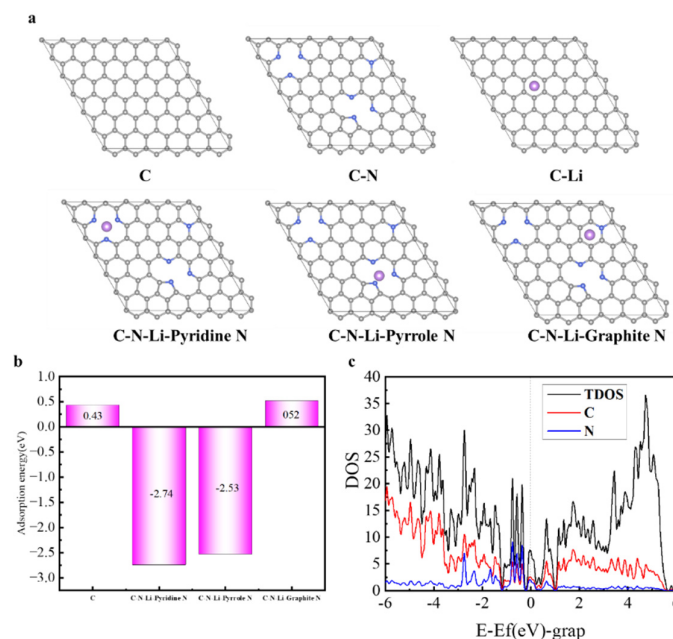 a
C
C-N
C-Li
C-N-Li-Pyridine N
C-N-Li-Pyrrole N
C-N-Li-Graphite N
b
Adsorption energy(eV)
1.0
0.5
0.0
-0.5
-1.0
-1.5
-2.0
-2.5
-3.0
0.43
-2.74
-2.53
052
C
C-N-Li-Pyridine N
C-N-Li-Pyrrole N
C-N-Li-Graphite N
c
DOS
40
35
30
25
20
15
10
5
0
TDOS
C
N
-6
-4
-2
0
2
4
6
E-Ef(eV)-grap